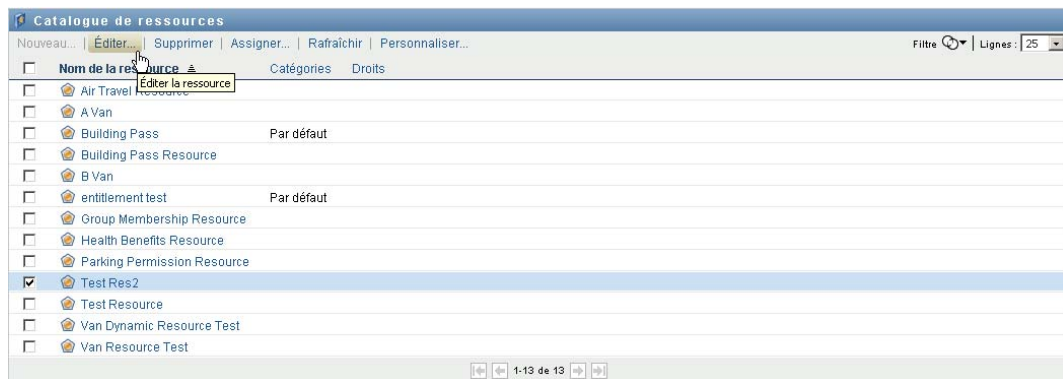 Catalogue de ressources
Nouveau... | Éditer... | Supprimer | Assigner... | Rafraîchir | Personnaliser... Filtre | Lignes : 25
Nom de la ressource Catégories Droits
Éditer la ressource
Air Travel Resource
A Van
Building Pass Par défaut
Building Pass Resource
B Van
entitlement test Par défaut
Group Membership Resource
Health Benefits Resource
Parking Permission Resource
Test Res2
Test Resource
Van Dynamic Resource Test
Van Resource Test
1-13 de 13